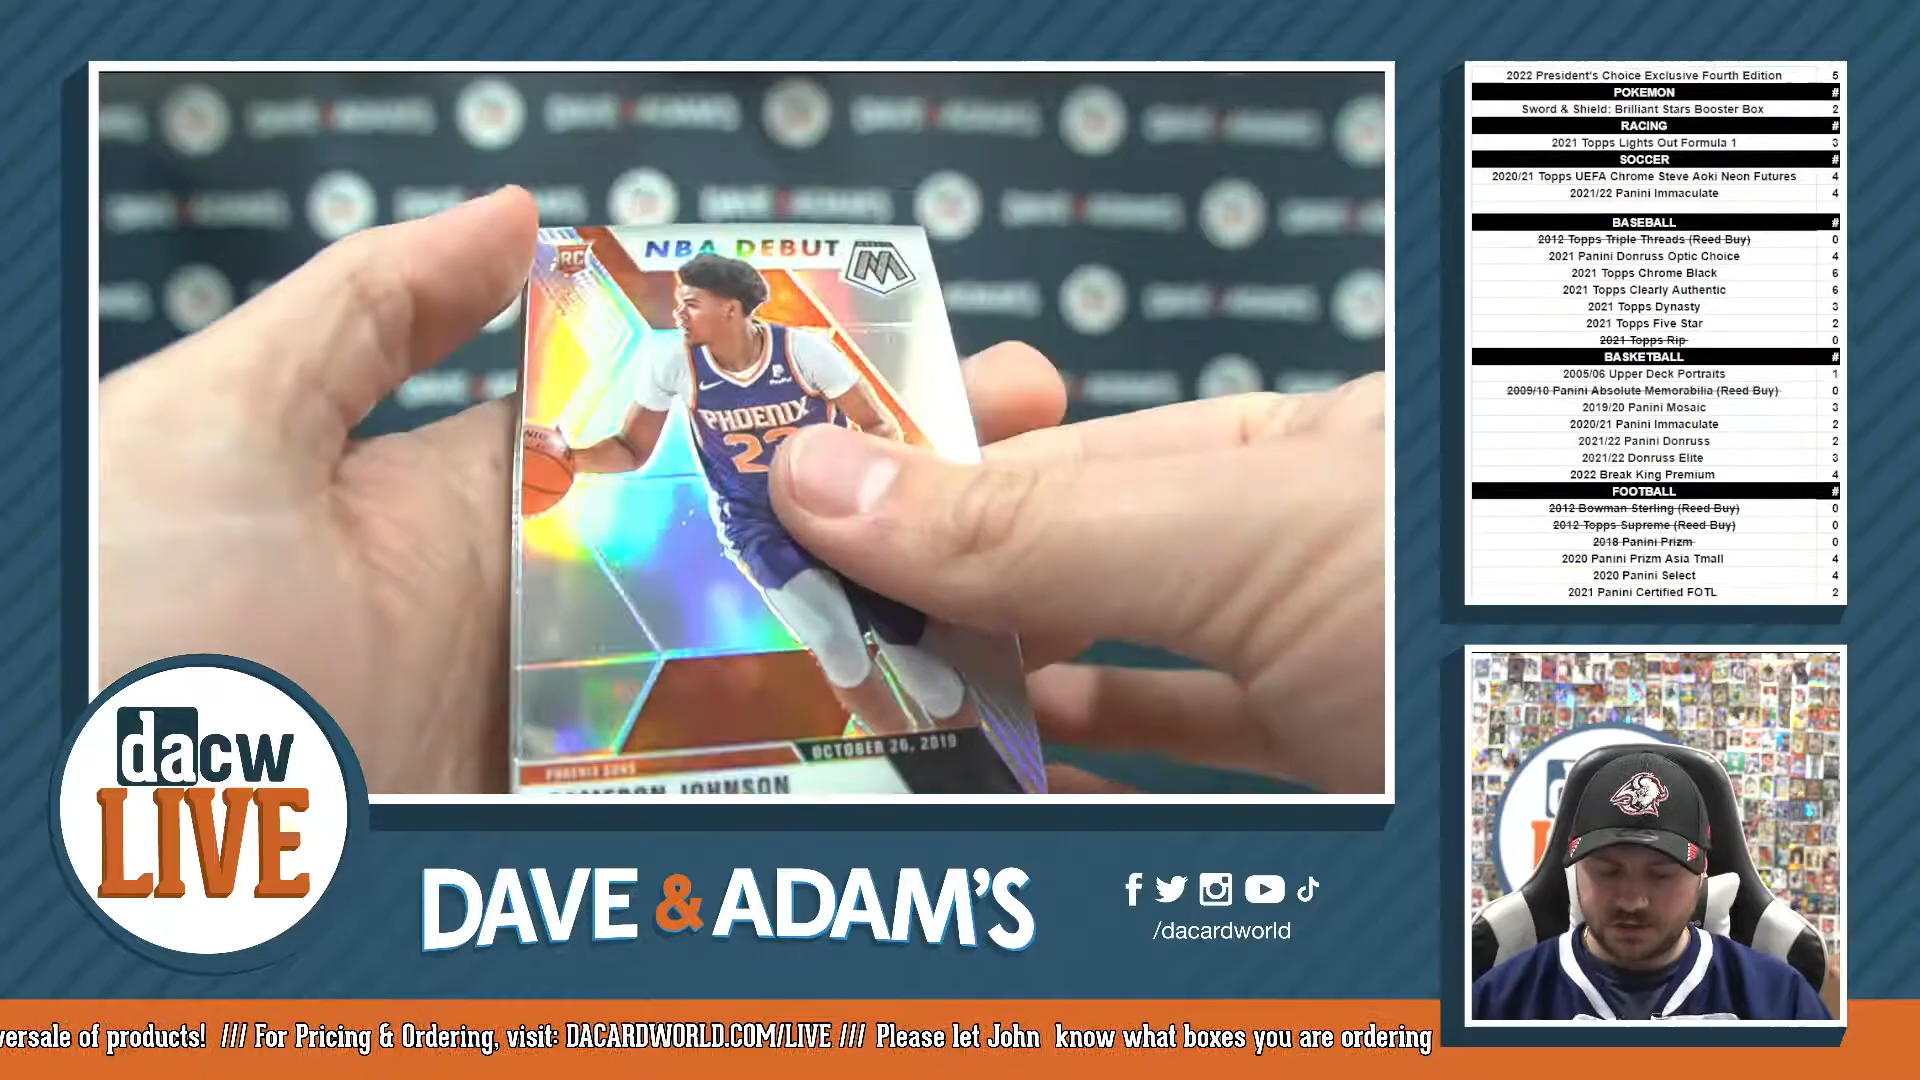 NBA DEBUT
RC
PHOENIX
OCTOBER 26, 2019
PHOENIX SUNS
CAMERON JOHNSON
dacw
LIVE
DAVE & ADAM'S
/dacardworld
versale of products! /// For Pricing & Ordering, visit: DACARDWORLD.COM/LIVE /// Please let John know what boxes you are ordering
2022 President's Choice Exclusive Fourth Edition 5
POKEMON #
Sword & Shield: Brilliant Stars Booster Box 2
RACING #
2021 Topps Lights Out Formula 1 3
SOCCER #
2020/21 Topps UEFA Chrome Steve Aoki Neon Futures 4
2021/22 Panini Immaculate 4
BASEBALL #
2012 Topps Triple Threads (Reed Buy) 0
2021 Panini Donruss Optic Choice 4
2021 Topps Chrome Black 6
2021 Topps Clearly Authentic 6
2021 Topps Dynasty 3
2021 Topps Five Star 2
2021 Topps Rip 0
BASKETBALL #
2005/06 Upper Deck Portraits 1
2009/10 Panini Absolute Memorabilia (Reed Buy) 0
2019/20 Panini Mosaic 3
2020/21 Panini Immaculate 2
2021/22 Panini Donruss 2
2021/22 Donruss Elite 3
2022 Break King Premium 4
FOOTBALL #
2012 Bowman Sterling (Reed Buy) 0
2012 Topps Supreme (Reed Buy) 0
2018 Panini Prizm 0
2020 Panini Prizm Asia Tmall 4
2020 Panini Select 4
2021 Panini Certified FOTL 2